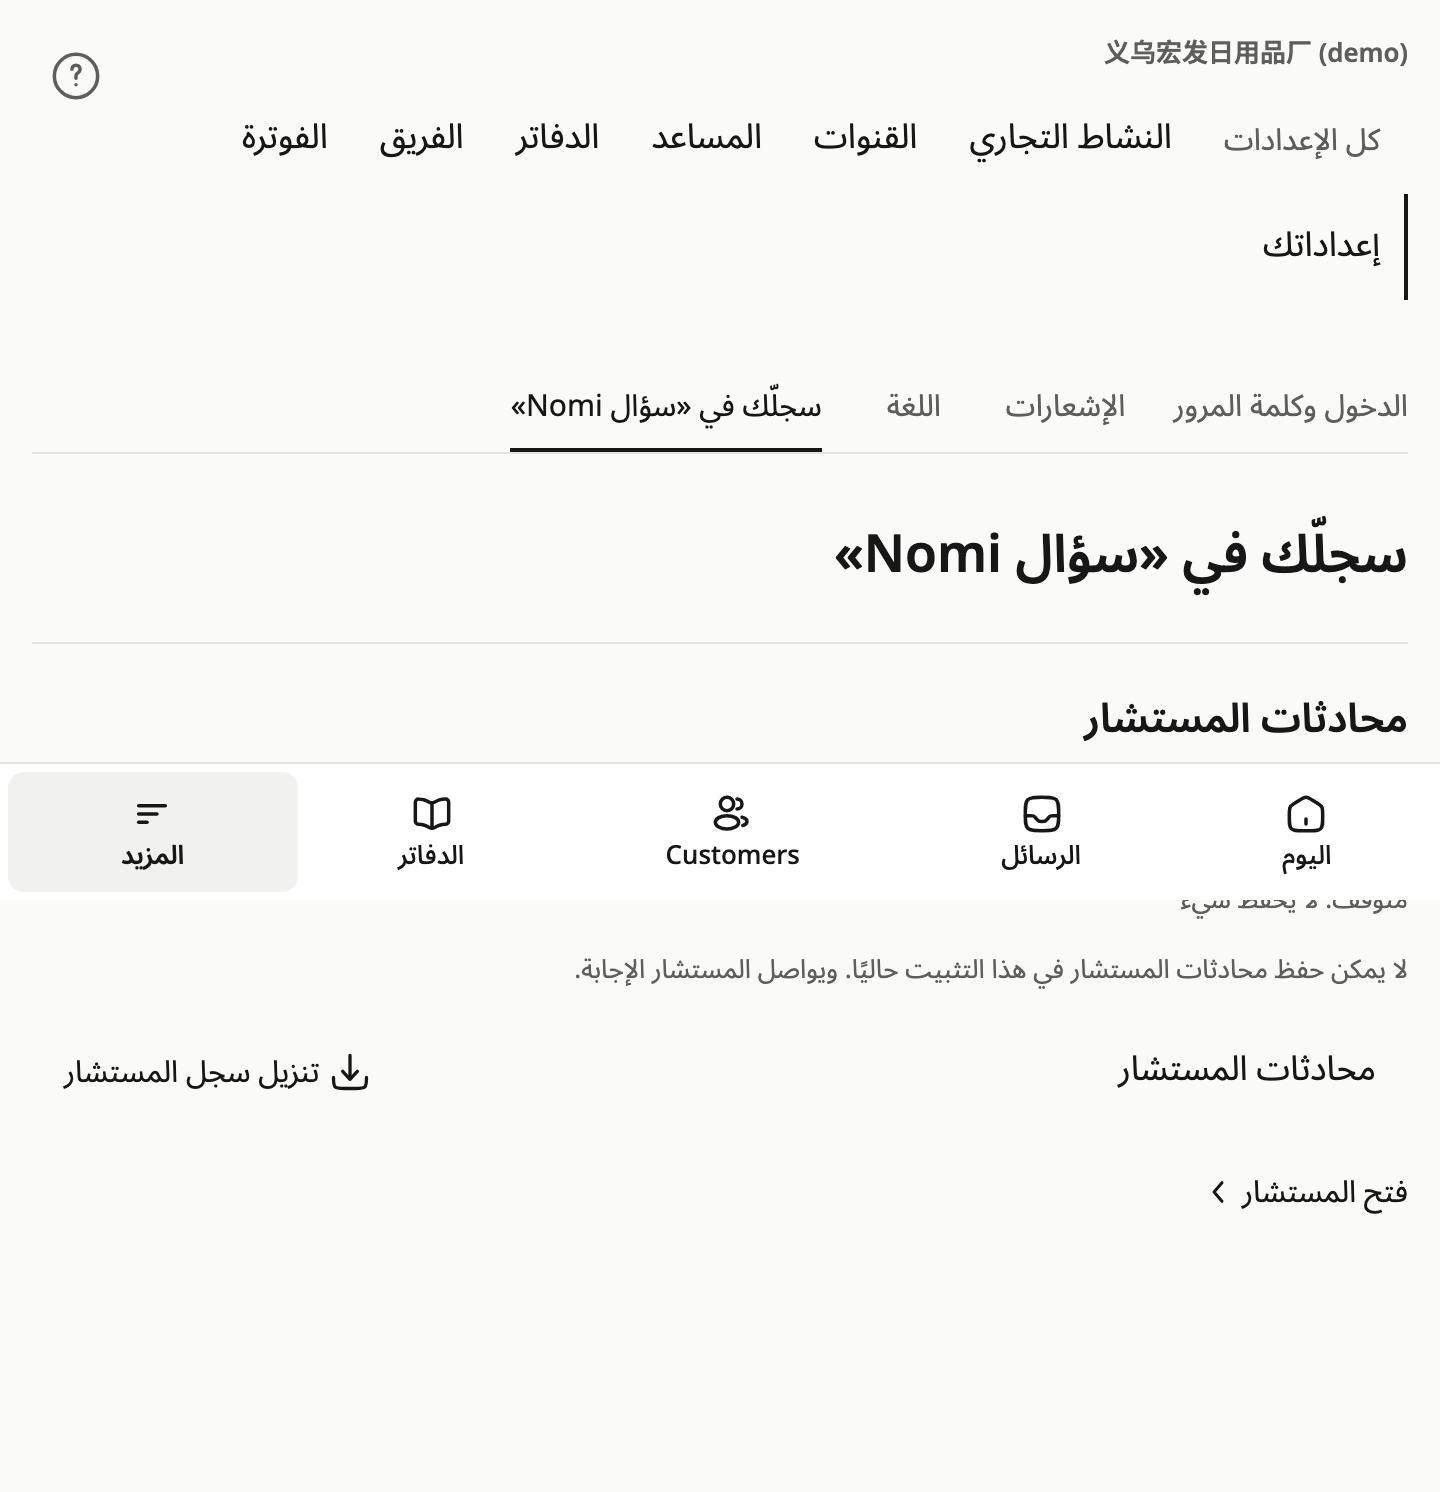 义乌宏发日用品厂 (demo)
كل الإعدادات
النشاط التجاري
القنوات
المساعد
الدفاتر
الفريق
الفوترة
إعداداتك
الدخول وكلمة المرور
الإشعارات
اللغة
سجلّك في «سؤال Nomi»
سجلّك في «سؤال Nomi»
محادثات المستشار
اليوم
الرسائل
Customers
الدفاتر
المزيد
لا يمكن حفظ محادثات المستشار في هذا التثبيت حاليًا. ويواصل المستشار الإجابة.
محادثات المستشار
تنزيل سجل المستشار
فتح المستشار